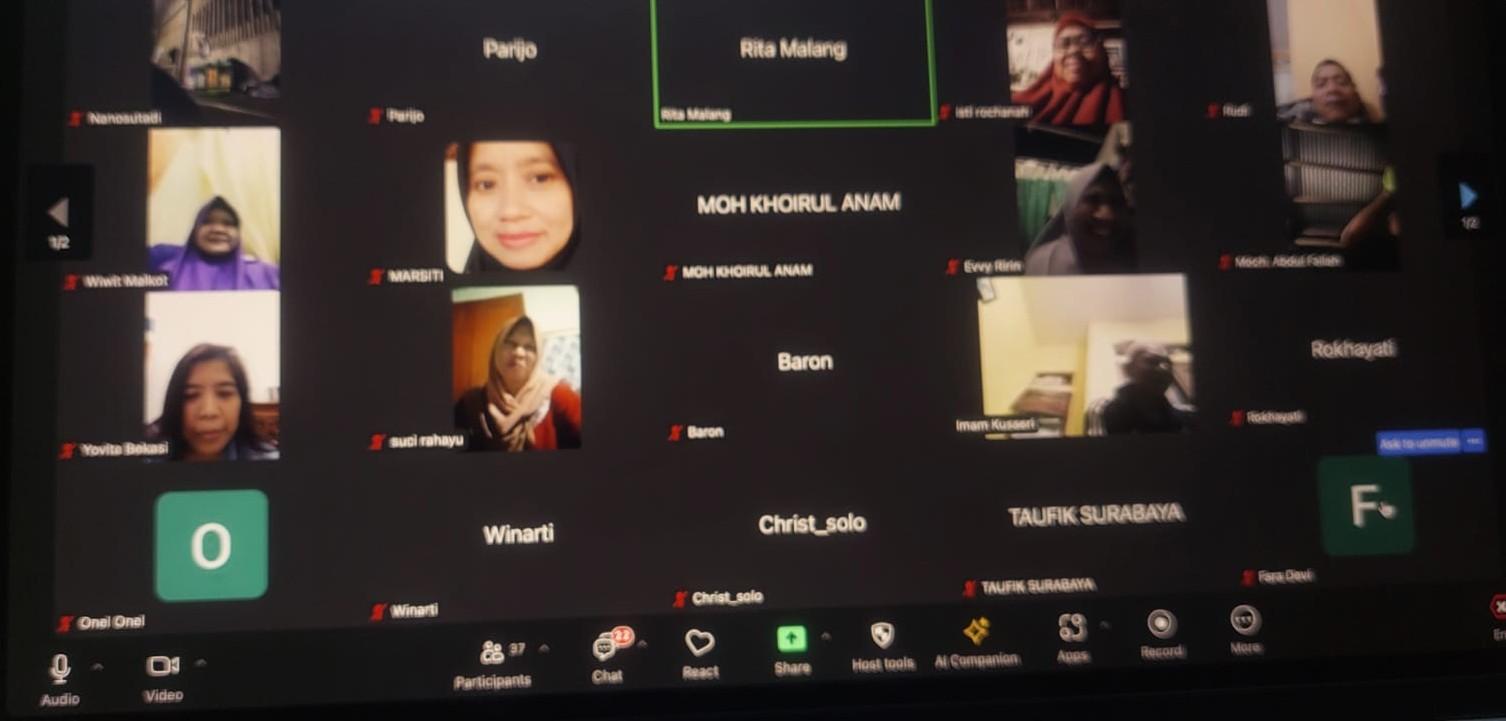 Parijo
Rita Malang
Nanosutadi
Parijo
Rita Malang
isti rochanah
Rudi
MOH KHOIRUL ANAM
1/2
1/2
Wiwit Malkot
MARSITI
MOH KHOIRUL ANAM
Evvy Ririn
Moch. Abdul Fallah
Baron
Rokhayati
Yovita Bekasi
suci rahayu
Baron
Imam Kusaeri
Rokhayati
Ask to unmute
O
Winarti
Christ_solo
TAUFIK SURABAYA
F
Onel Onel
Winarti
Christ_solo
TAUFIK SURABAYA
Fara Devi
Audio
Video
37
Participants
22
Chat
React
Share
Host tools
AI Companion
Apps
Record
More